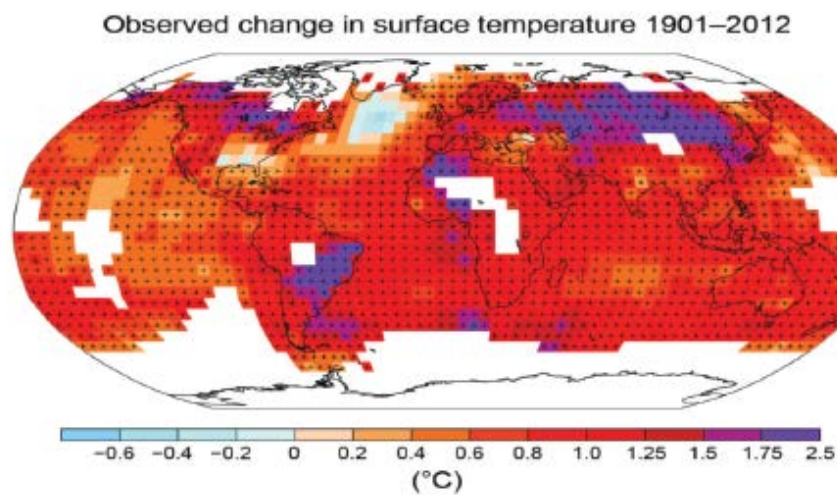 Observed change in surface temperature 1901–2012
−0.6 −0.4 −0.2 0 0.2 0.4 0.6 0.8 1.0 1.25 1.5 1.75 2.5
(°C)